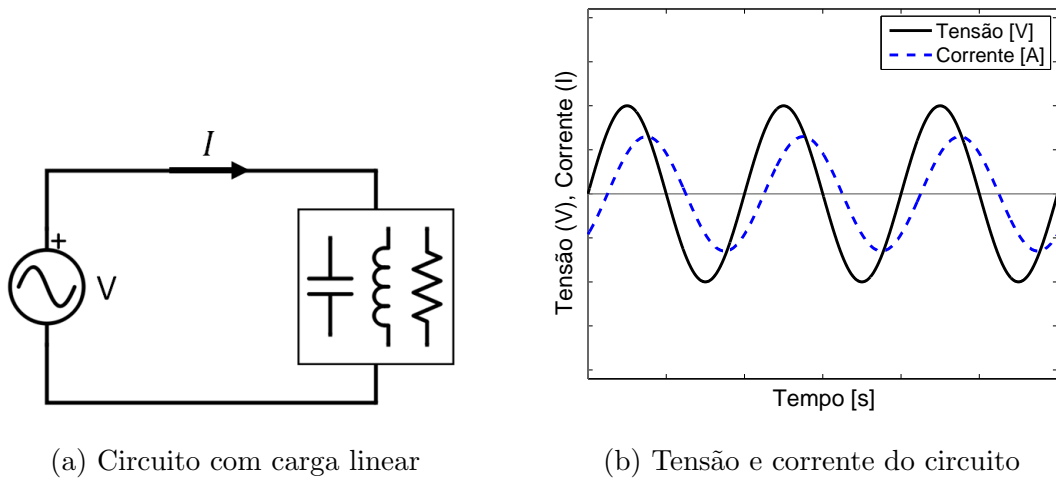 I
+
V
(a) Circuito com carga linear
Tensão [V]
Corrente [A]
Tensão (V), Corrente (I)
Tempo [s]
(b) Tensão e corrente do circuito